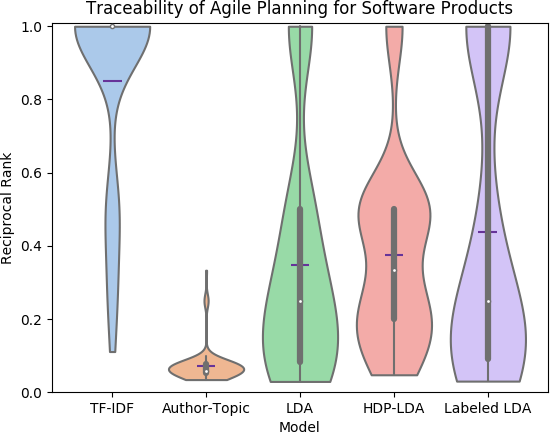 Traceability of Agile Planning for Software Products
1.0
0.8
0.6
0.4
0.2
0.0
Reciprocal Rank
TF-IDF Author-Topic LDA HDP-LDA Labeled LDA
Model